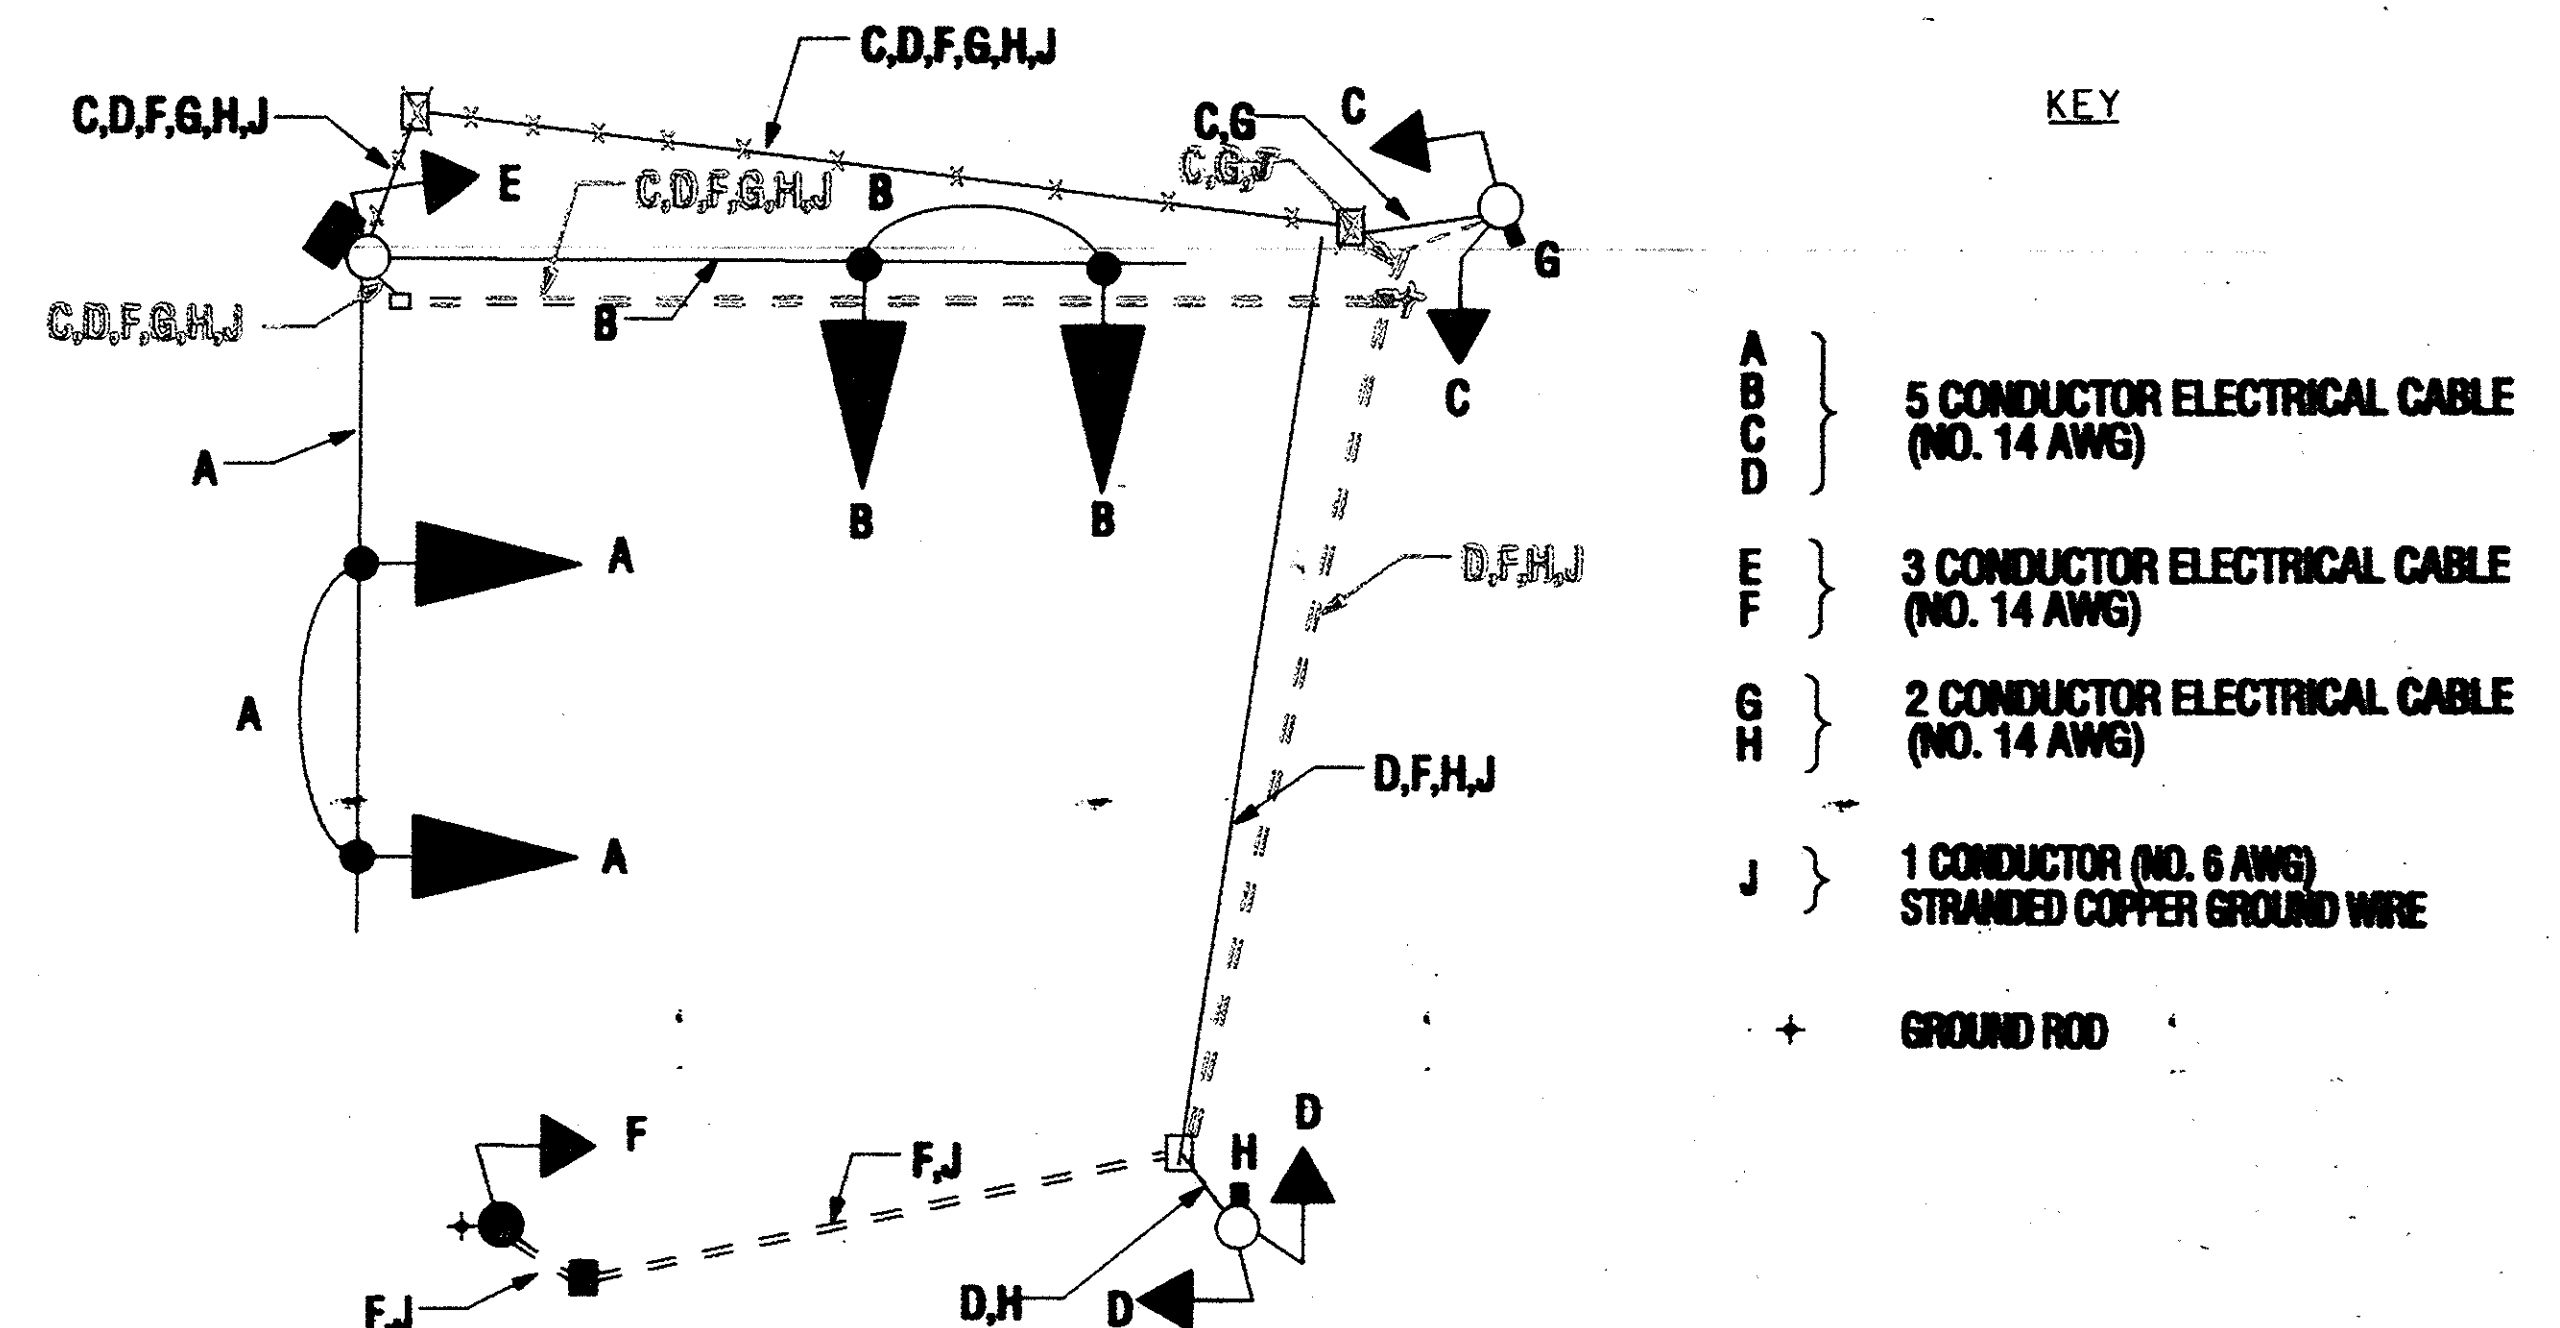 C,D,F,G,H,J
C,D,F,G,H,J
C,G
C
KEY
C,G,J
E
C,D,F,G,H,J
B
G
C,D,F,G,H,J
B
C
A
B
C
D
5 CONDUCTOR ELECTRICAL CABLE
(NO. 14 AWG)
A
B
B
A
D,F,H,J
E
F
3 CONDUCTOR ELECTRICAL CABLE
(NO. 14 AWG)
A
G
H
2 CONDUCTOR ELECTRICAL CABLE
(NO. 14 AWG)
D,F,H,J
A
J
1 CONDUCTOR (NO. 6 AWG)
STRANDED COPPER GROUND WIRE
GROUND ROD
F
F,J
H
D
F,J
D,H
D